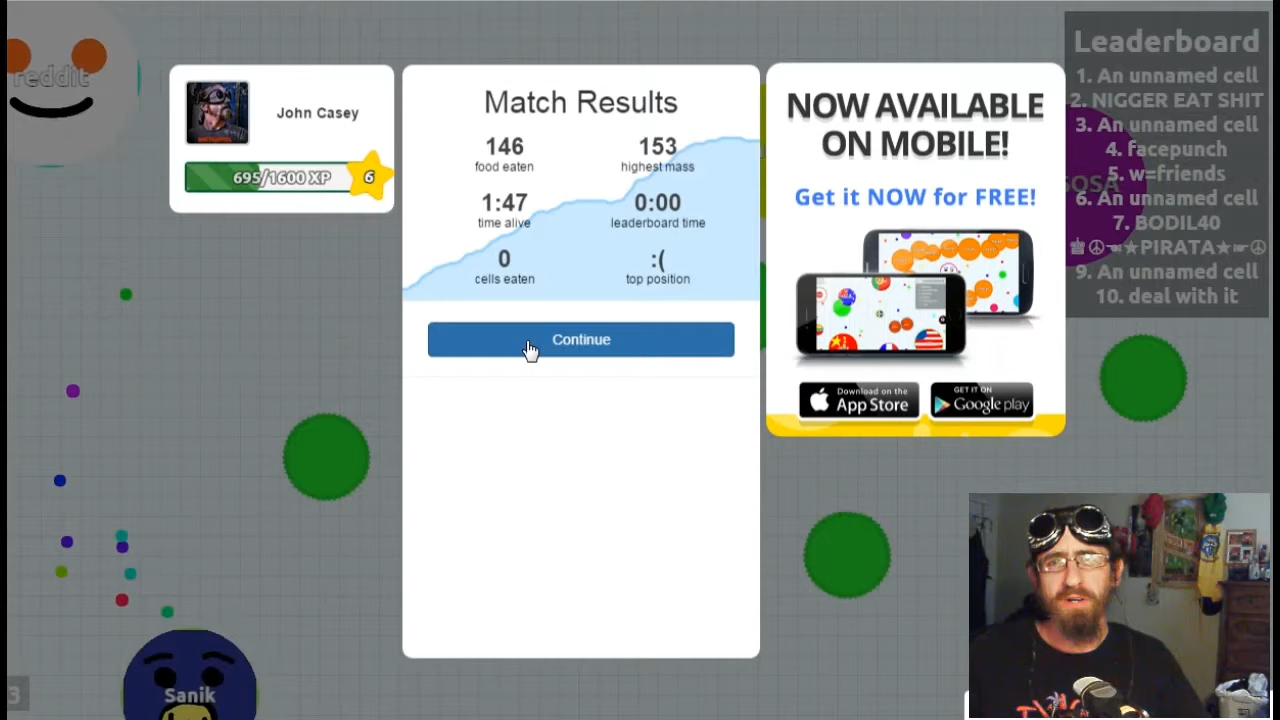 reddit
John Casey
695/1600 XP
6
Match Results
146
food eaten
153
highest mass
1:47
time alive
0:00
leaderboard time
0
cells eaten
:(
top position
Continue
NOW AVAILABLE
ON MOBILE!
Get it NOW for FREE!
Download on the
App Store
GET IT ON
Google play
Leaderboard
1. An unnamed cell
2. NIGGER EAT SHIT
3. An unnamed cell
4. facepunch
5. w=friends
6. An unnamed cell
7. BODIL40
★PIRATA★
9. An unnamed cell
10. deal with it
Sanik
3